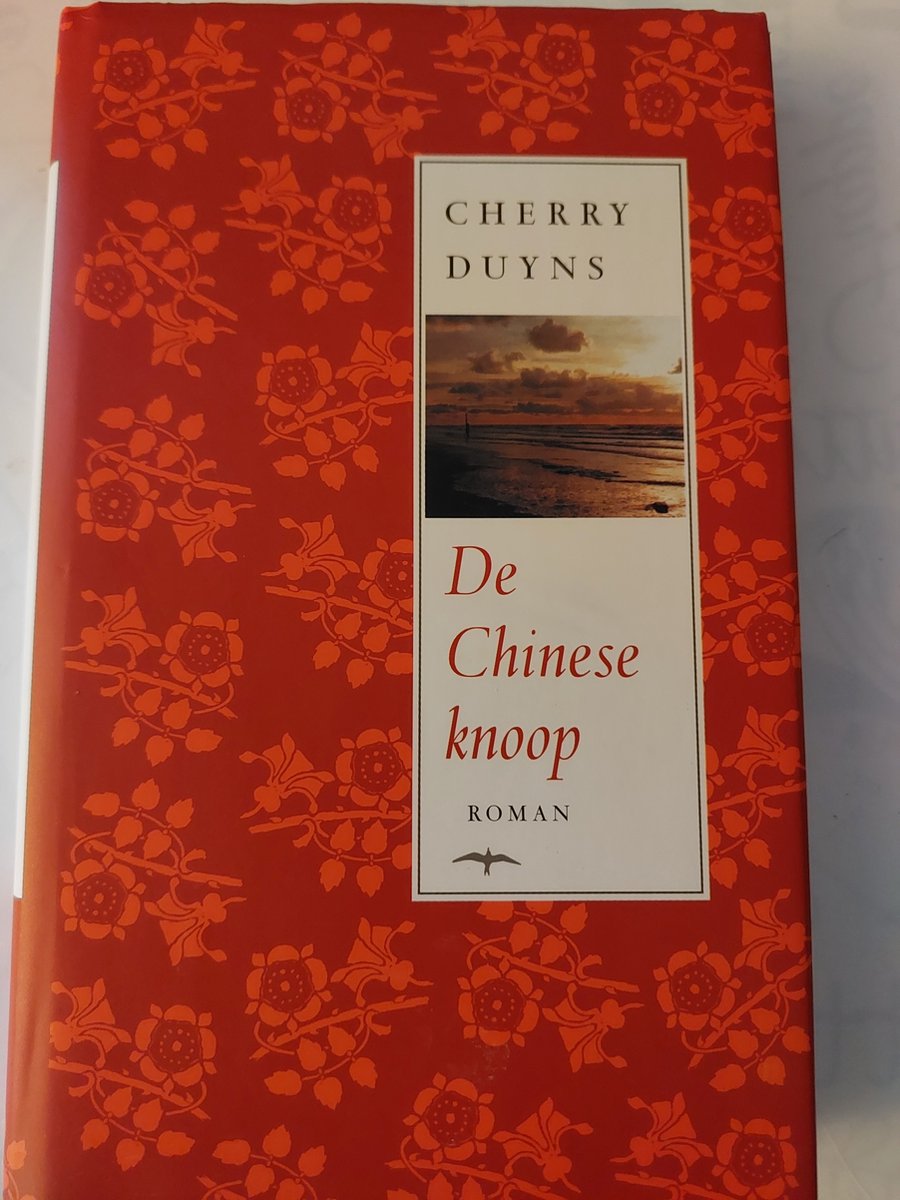 CHERRY
DUYNS
De
Chinese
knoop
ROMAN